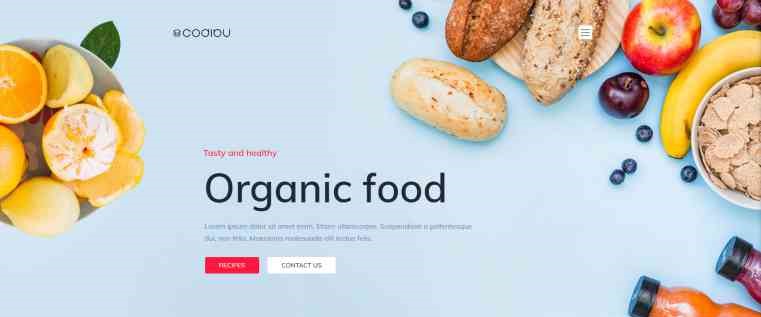 CODIBU
Tasty and healthy
Organic food
Lorem ipsum dolor sit amet enim. Etiam ullamcorper. Suspendisse a pellentesque
dui, non felis. Maecenas malesuada elit lectus felis.
RECIPES
CONTACT US